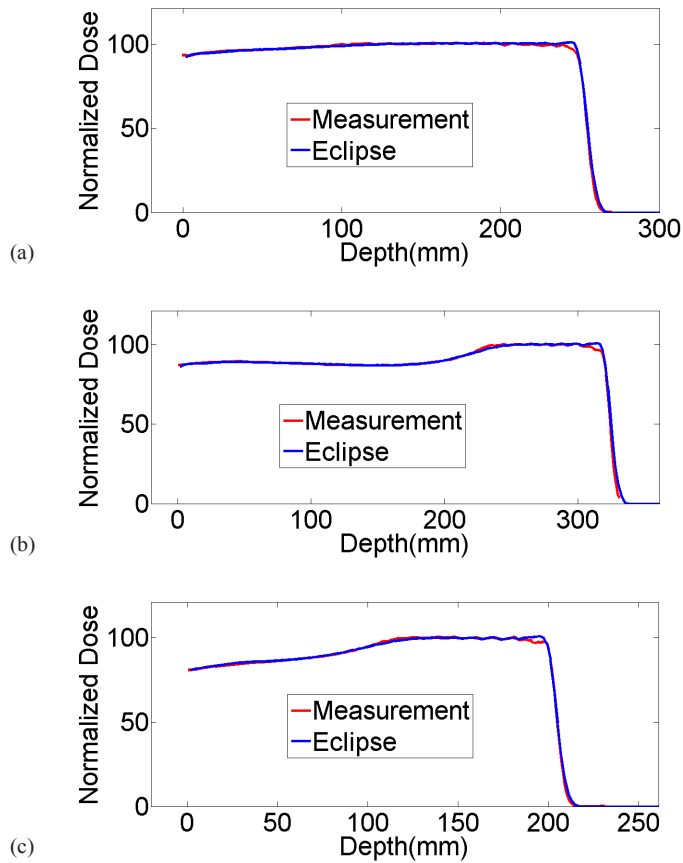 Normalized Dose
100
50
0
Measurement
Eclipse
0 100 200 300
Depth(mm)
(a)
Normalized Dose
100
50
0
Measurement
Eclipse
0 100 200 300
Depth(mm)
(b)
Normalized Dose
100
50
0
Measurement
Eclipse
0 50 100 150 200 250
Depth(mm)
(c)